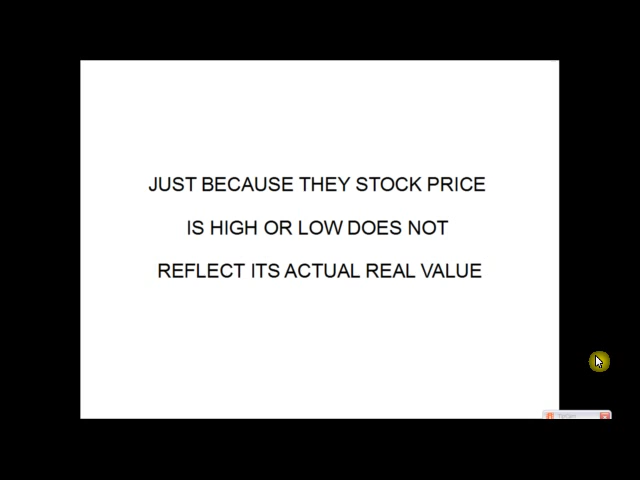 JUST BECAUSE THEY STOCK PRICE
IS HIGH OR LOW DOES NOT
REFLECT ITS ACTUAL REAL VALUE